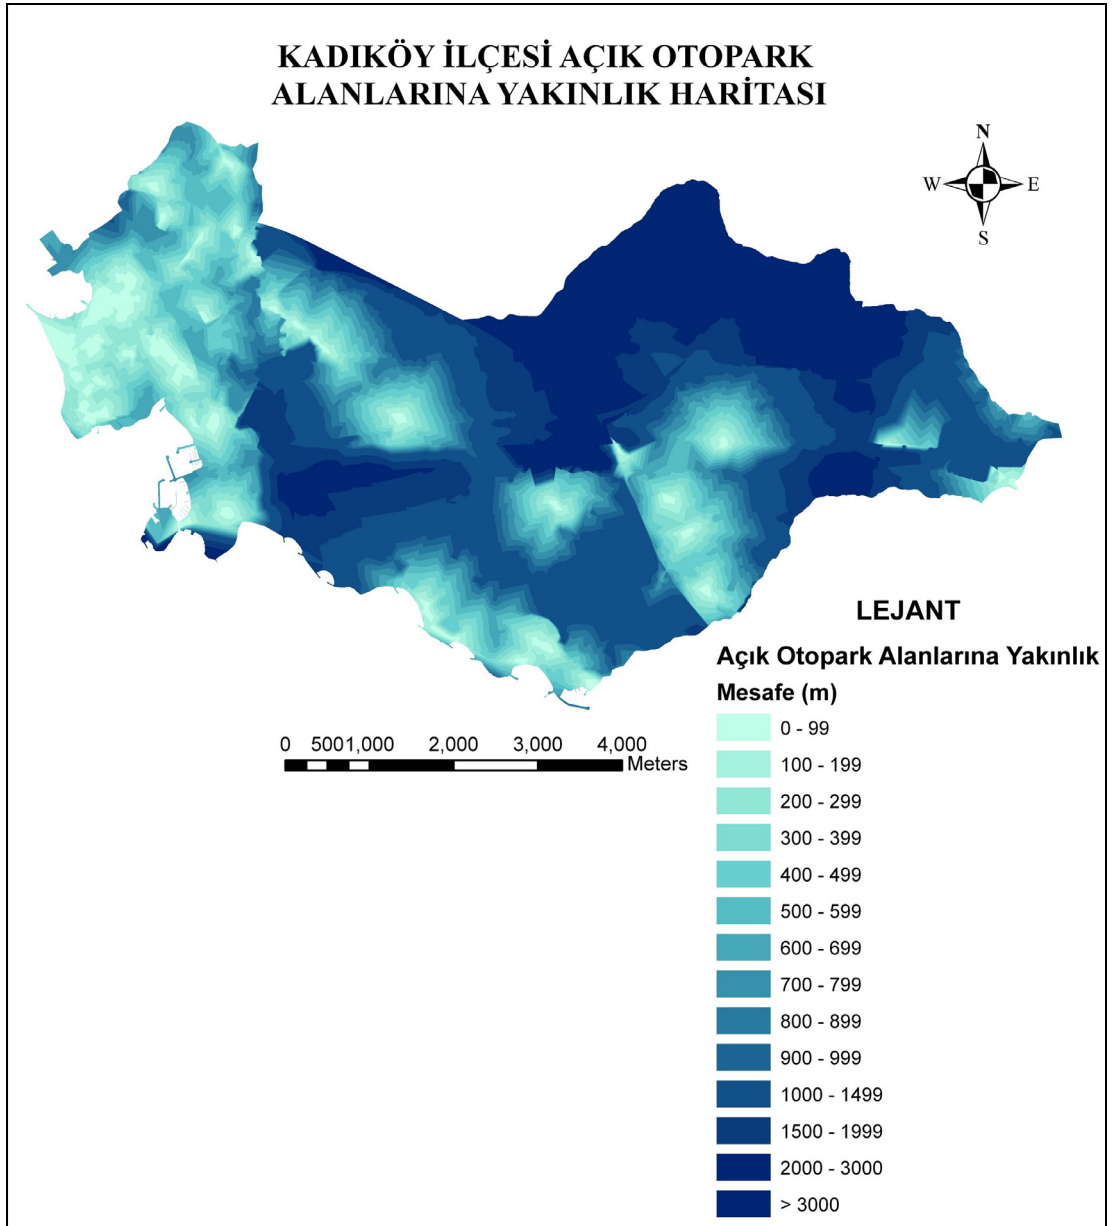 KADIKÖY İLÇESİ AÇIK OTOPARK
ALANLARINA YAKINLIK HARİTASI
N
W E
S
LEJANT
Açık Otopark Alanlarına Yakınlık
Mesafe (m)
0 - 99
100 - 199
200 - 299
300 - 399
400 - 499
500 - 599
600 - 699
700 - 799
800 - 899
900 - 999
1000 - 1499
1500 - 1999
2000 - 3000
> 3000
0 500 1,000 2,000 3,000 4,000
Meters